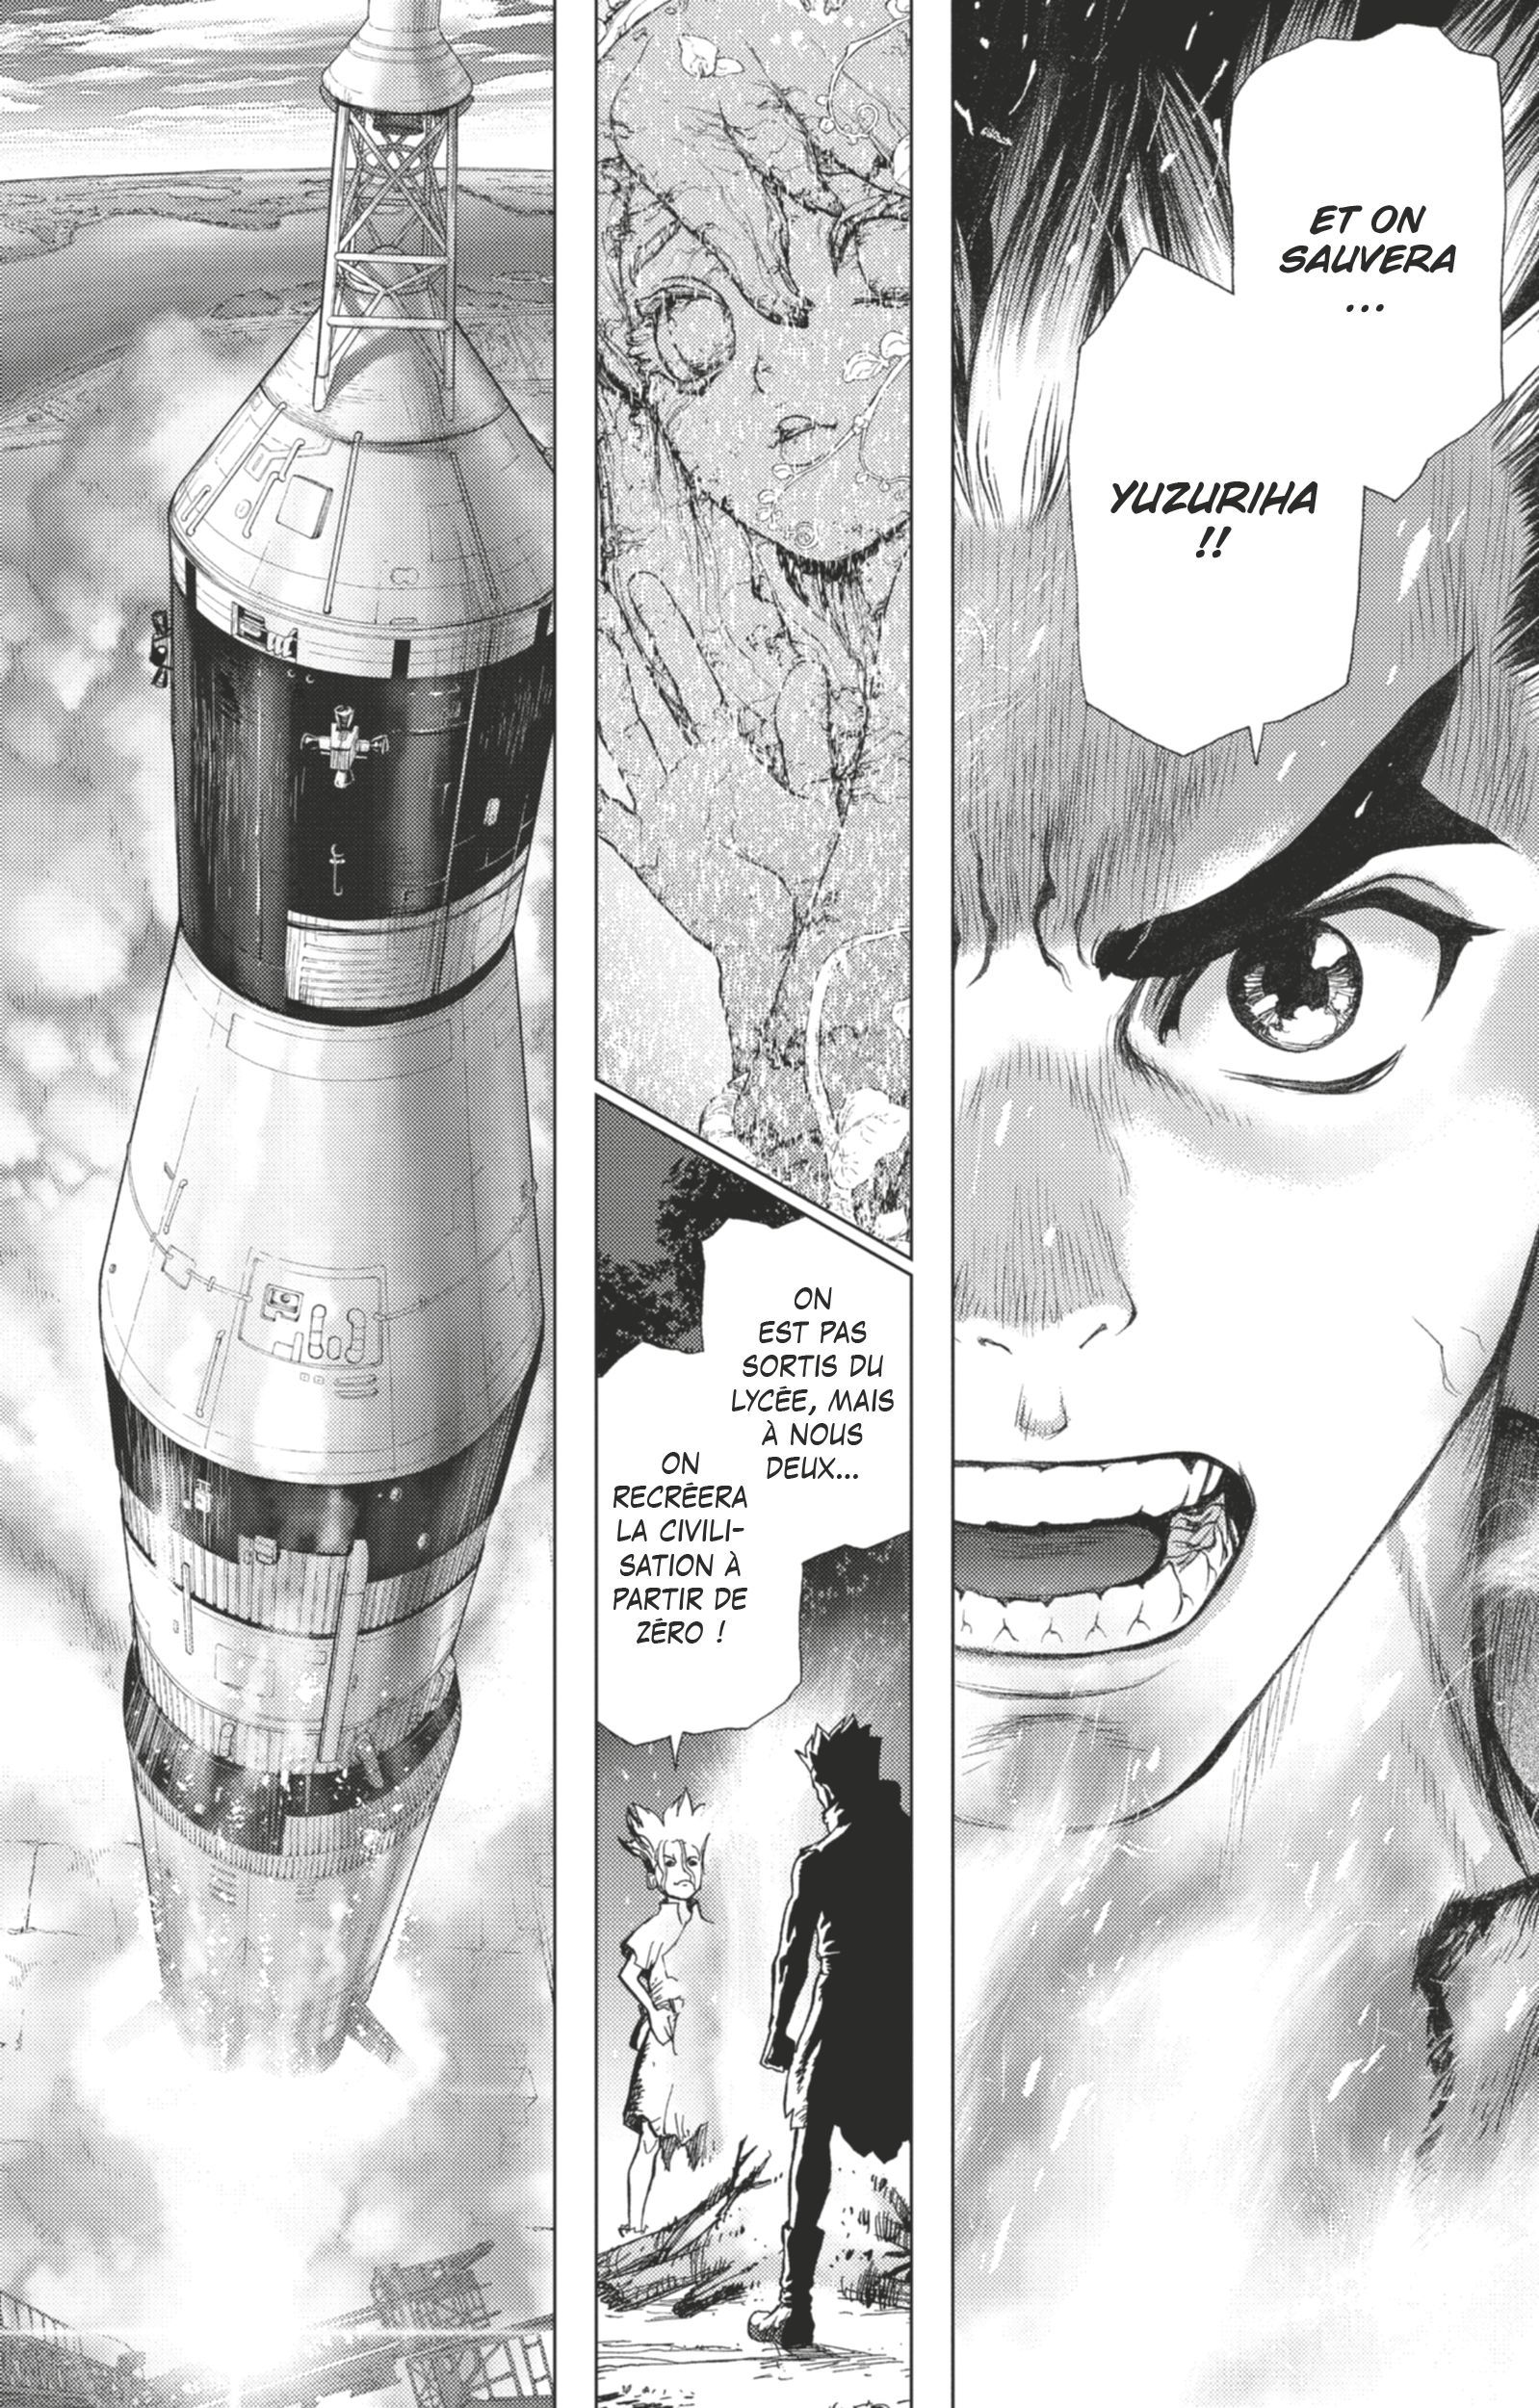 ET ON
SAUVERA
...
YUZURIHA
!!
ON
EST PAS
SORTIS DU
LYCÉE, MAIS
À NOUS
DEUX...
ON
RECRÉERA
LA CIVILI-
SATION À
PARTIR DE
ZÉRO !